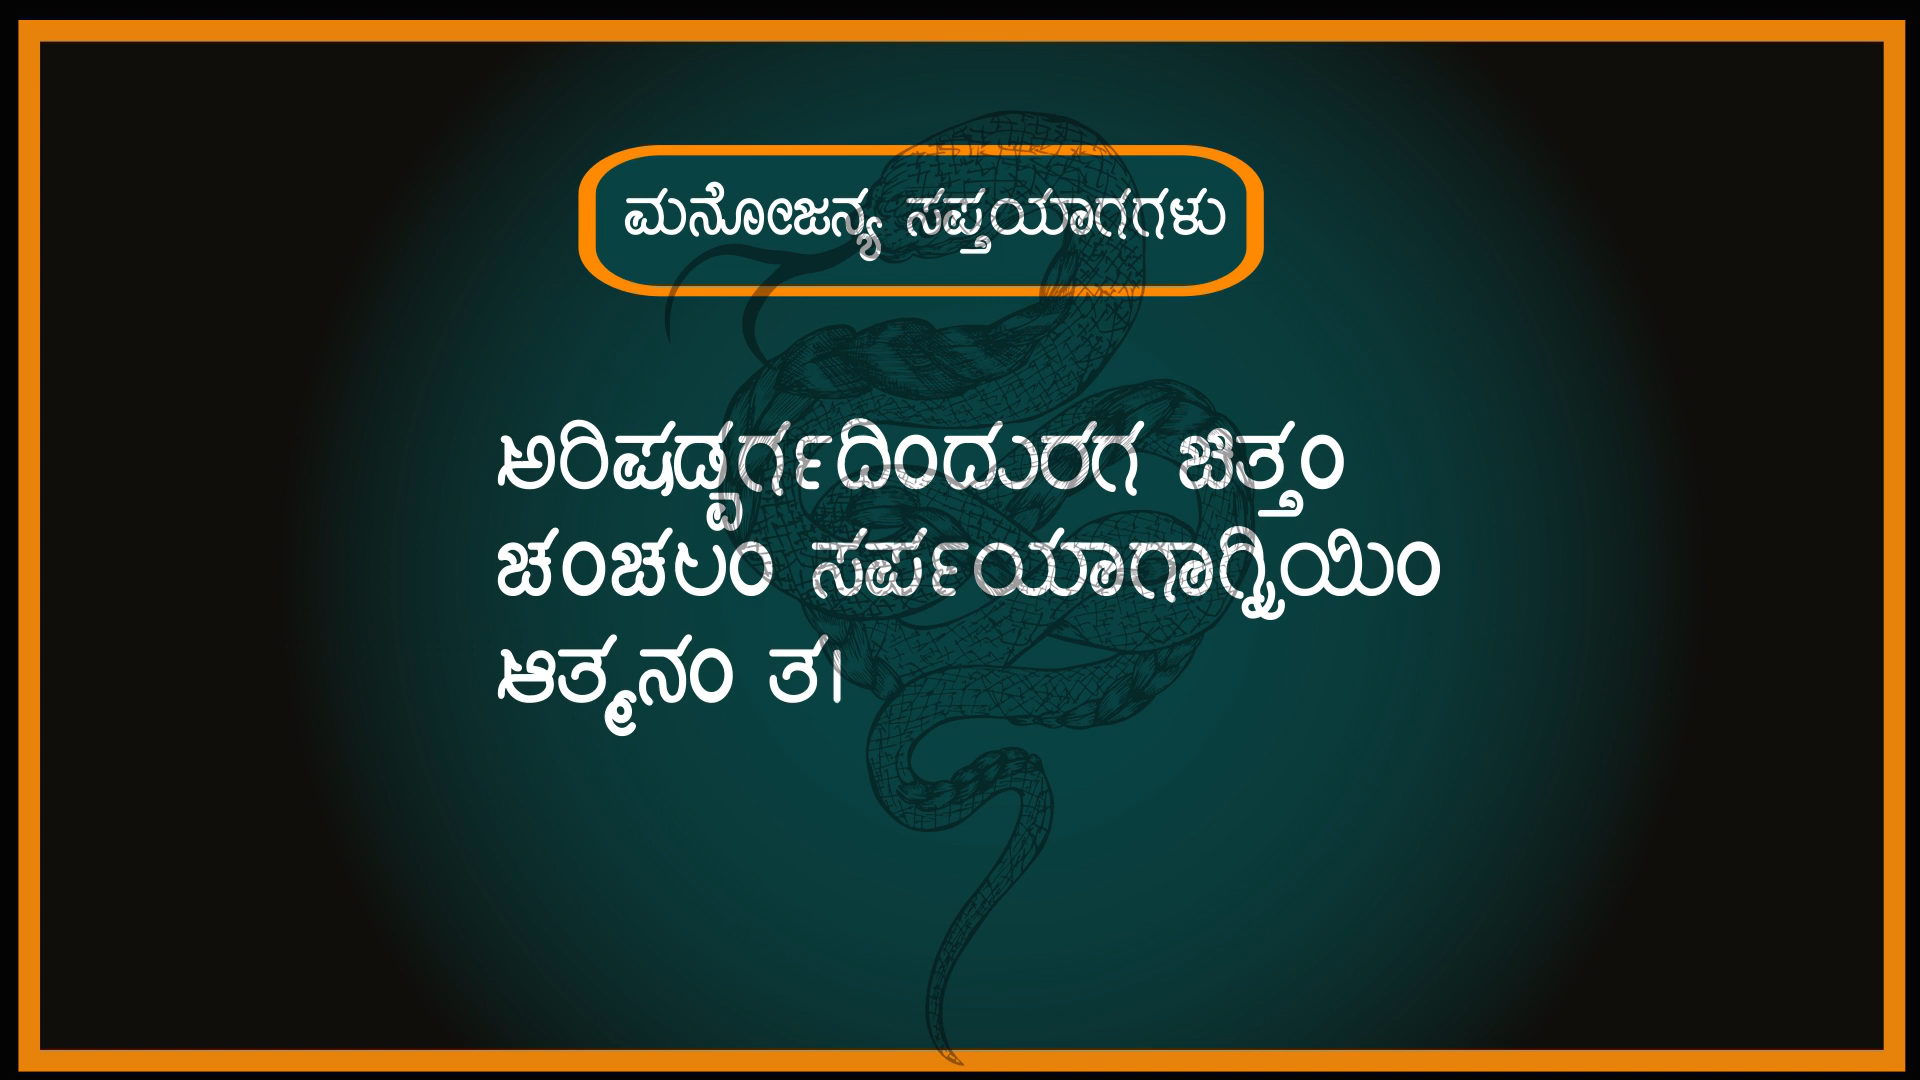 ಮನೋಜನ್ಯ ಸಪ್ತಯಾಗಗಳು
ಅರಿಷಡ್ವರ್ಗದಿಂದುರಗ ಚಿತ್ತಂ
ಚಂಚಲಂ ಸರ್ಪಯಾಗಾಗ್ನಿಯಿಂ
ಆತ್ಮನಂ ತ।